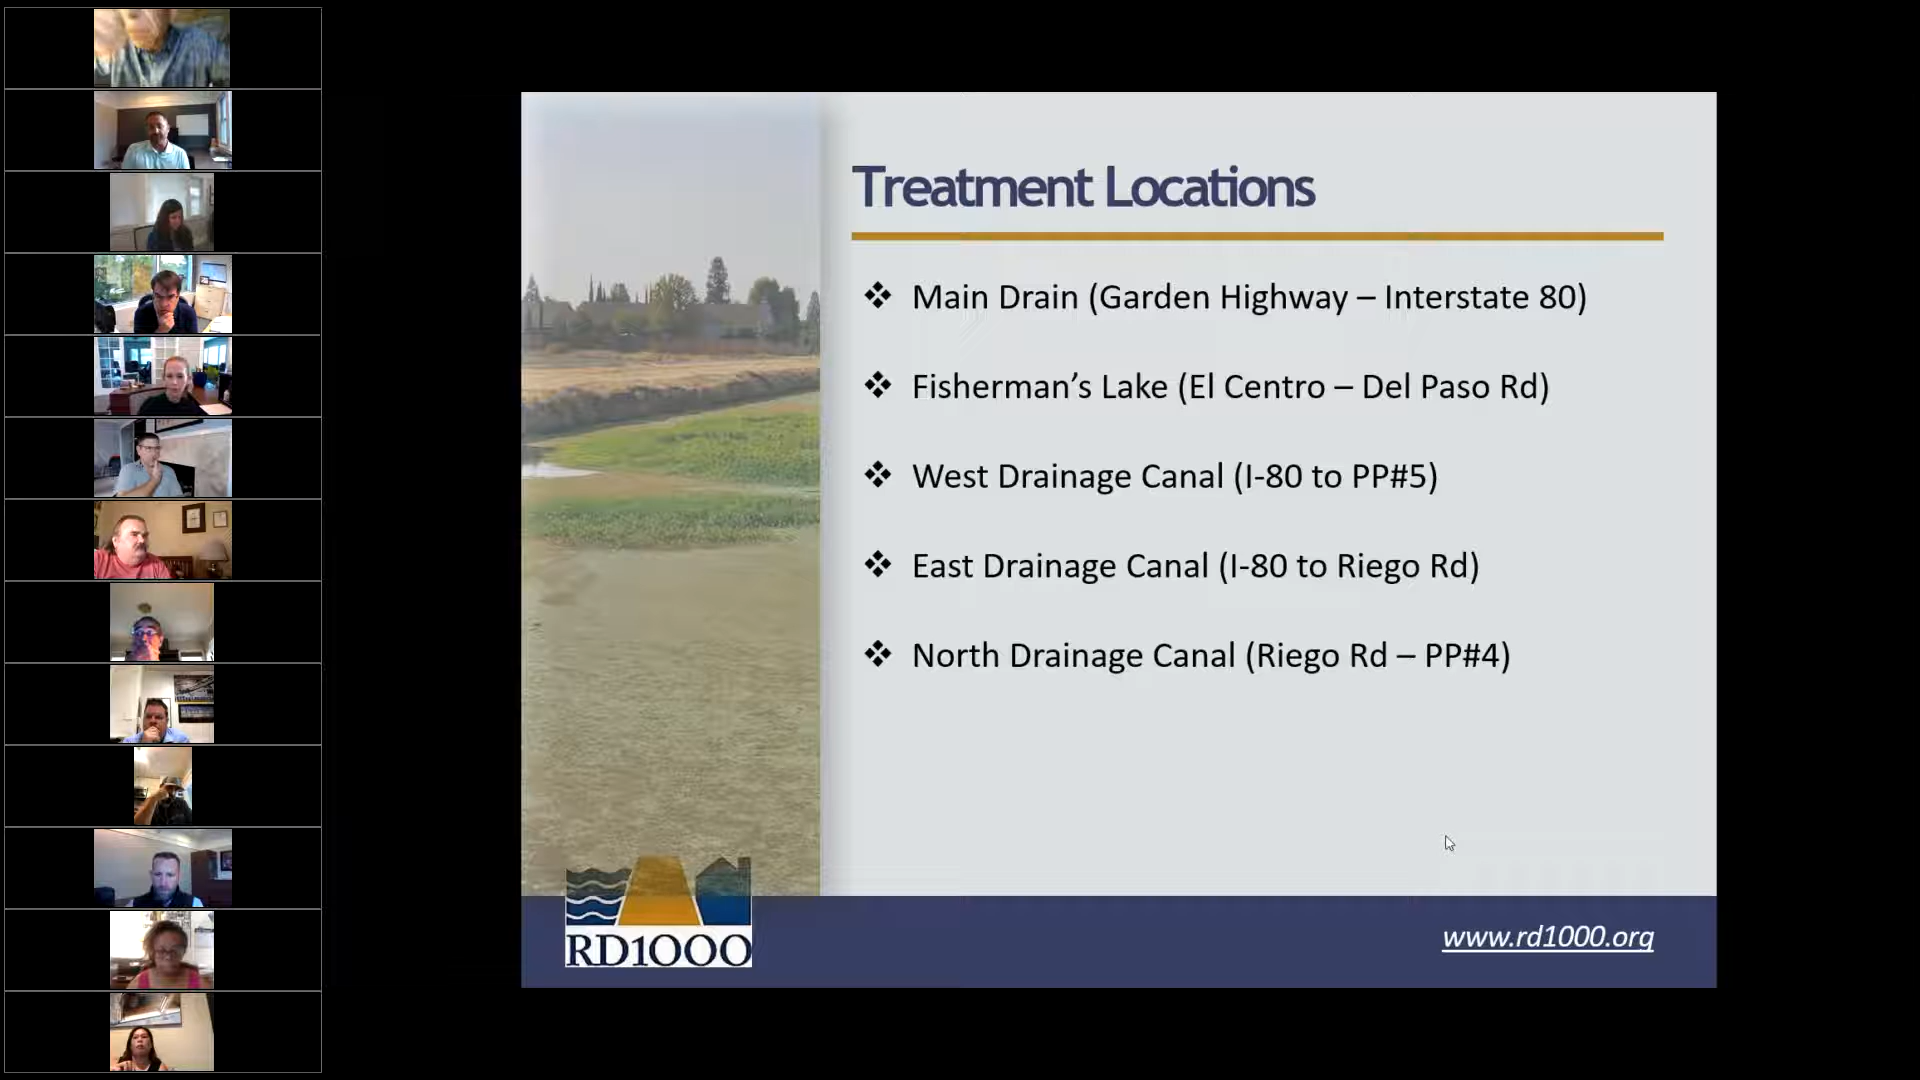 Treatment Locations
Main Drain (Garden Highway – Interstate 80)
Fisherman’s Lake (El Centro – Del Paso Rd)
West Drainage Canal (I-80 to PP#5)
East Drainage Canal (I-80 to Riego Rd)
North Drainage Canal (Riego Rd – PP#4)
RD1000
www.rd1000.org